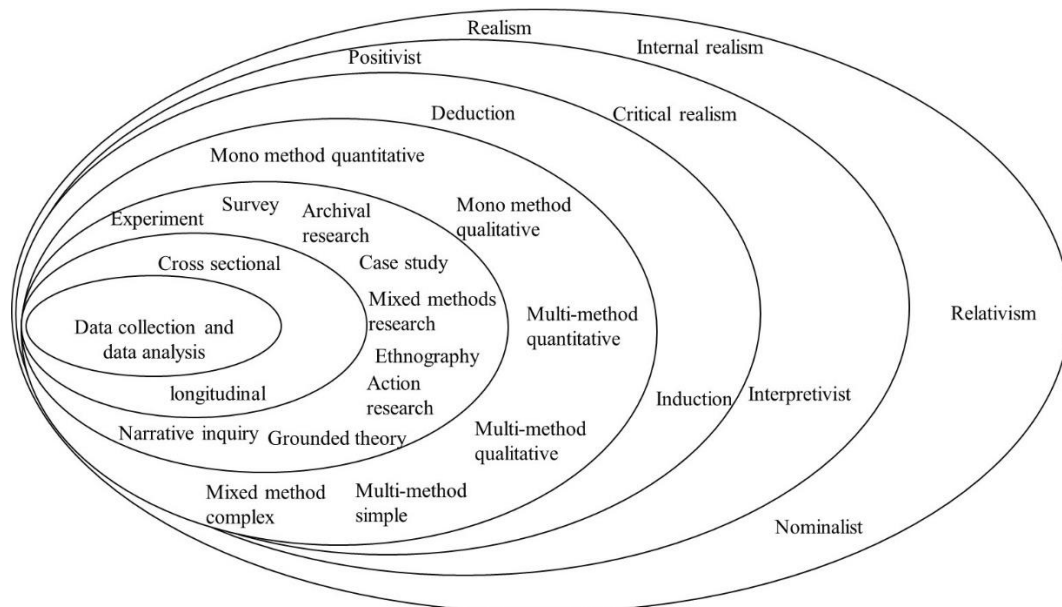 Realism
Internal realism
Positivist
Deduction
Critical realism
Mono method quantitative
Survey
Experiment
Archival
research
Mono method
qualitative
Cross sectional
Case study
Mixed methods
research
Multi-method
quantitative
Relativism
Data collection and
data analysis
Ethnography
Action
research
longitudinal
Induction
Interpretivist
Narrative inquiry
Grounded theory
Multi-method
qualitative
Mixed method
complex
Multi-method
simple
Nominalist